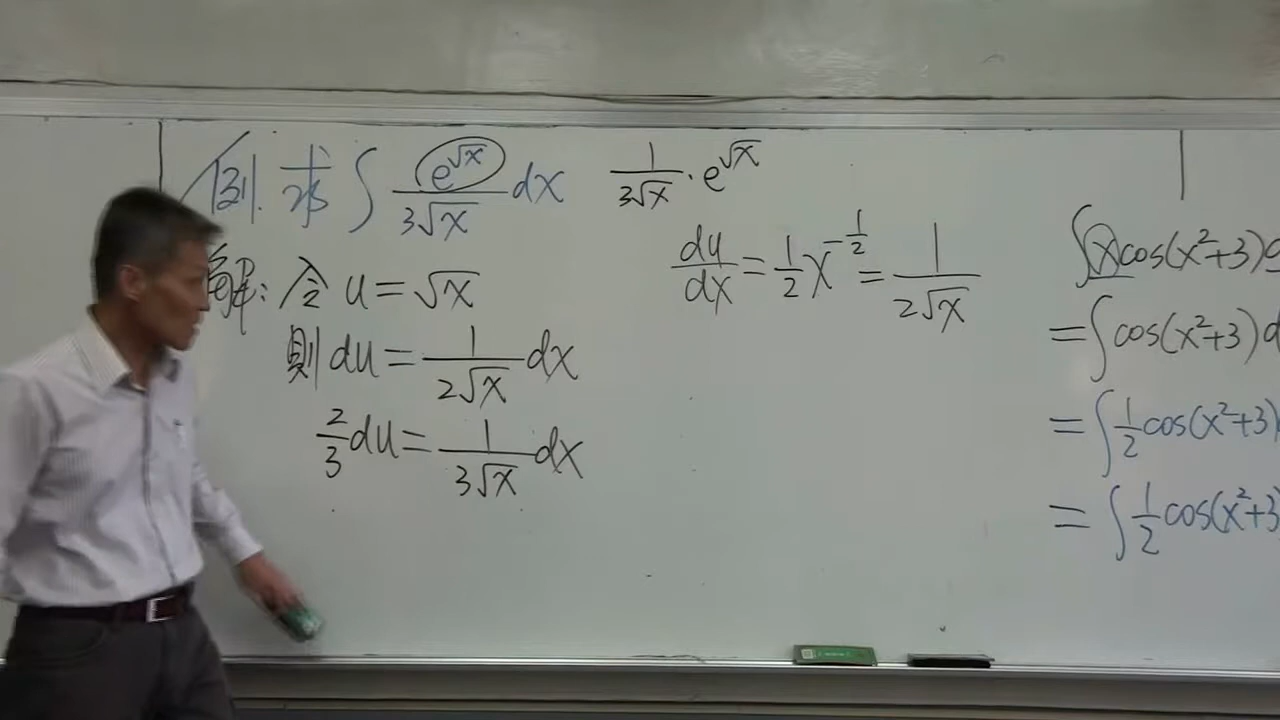 例. 求 ∫ e^√x / 3√x dx   1/3√x · e^√x
解: 令 u = √x
則 du = 1/2√x dx
2/3 du = 1/3√x dx
du/dx = 1/2 x^(-1/2) = 1/2√x
∫ x cos(x²+3) d
= ∫ cos(x²+3) d
= ∫ 1/2 cos(x²+3)
= ∫ 1/2 cos(x²+3